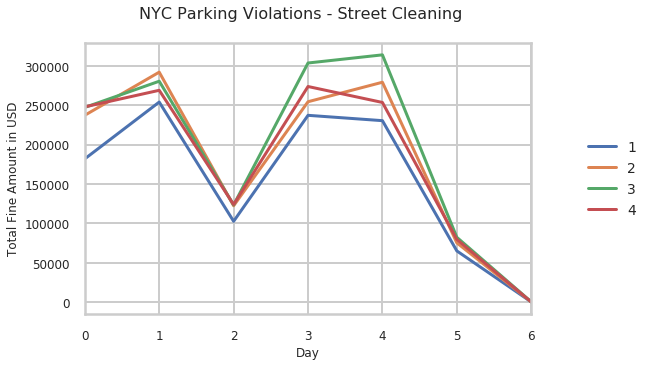 NYC Parking Violations - Street Cleaning
Total Fine Amount in USD
300000
250000
200000
150000
100000
50000
0
0 1 2 3 4 5 6
Day
1
2
3
4